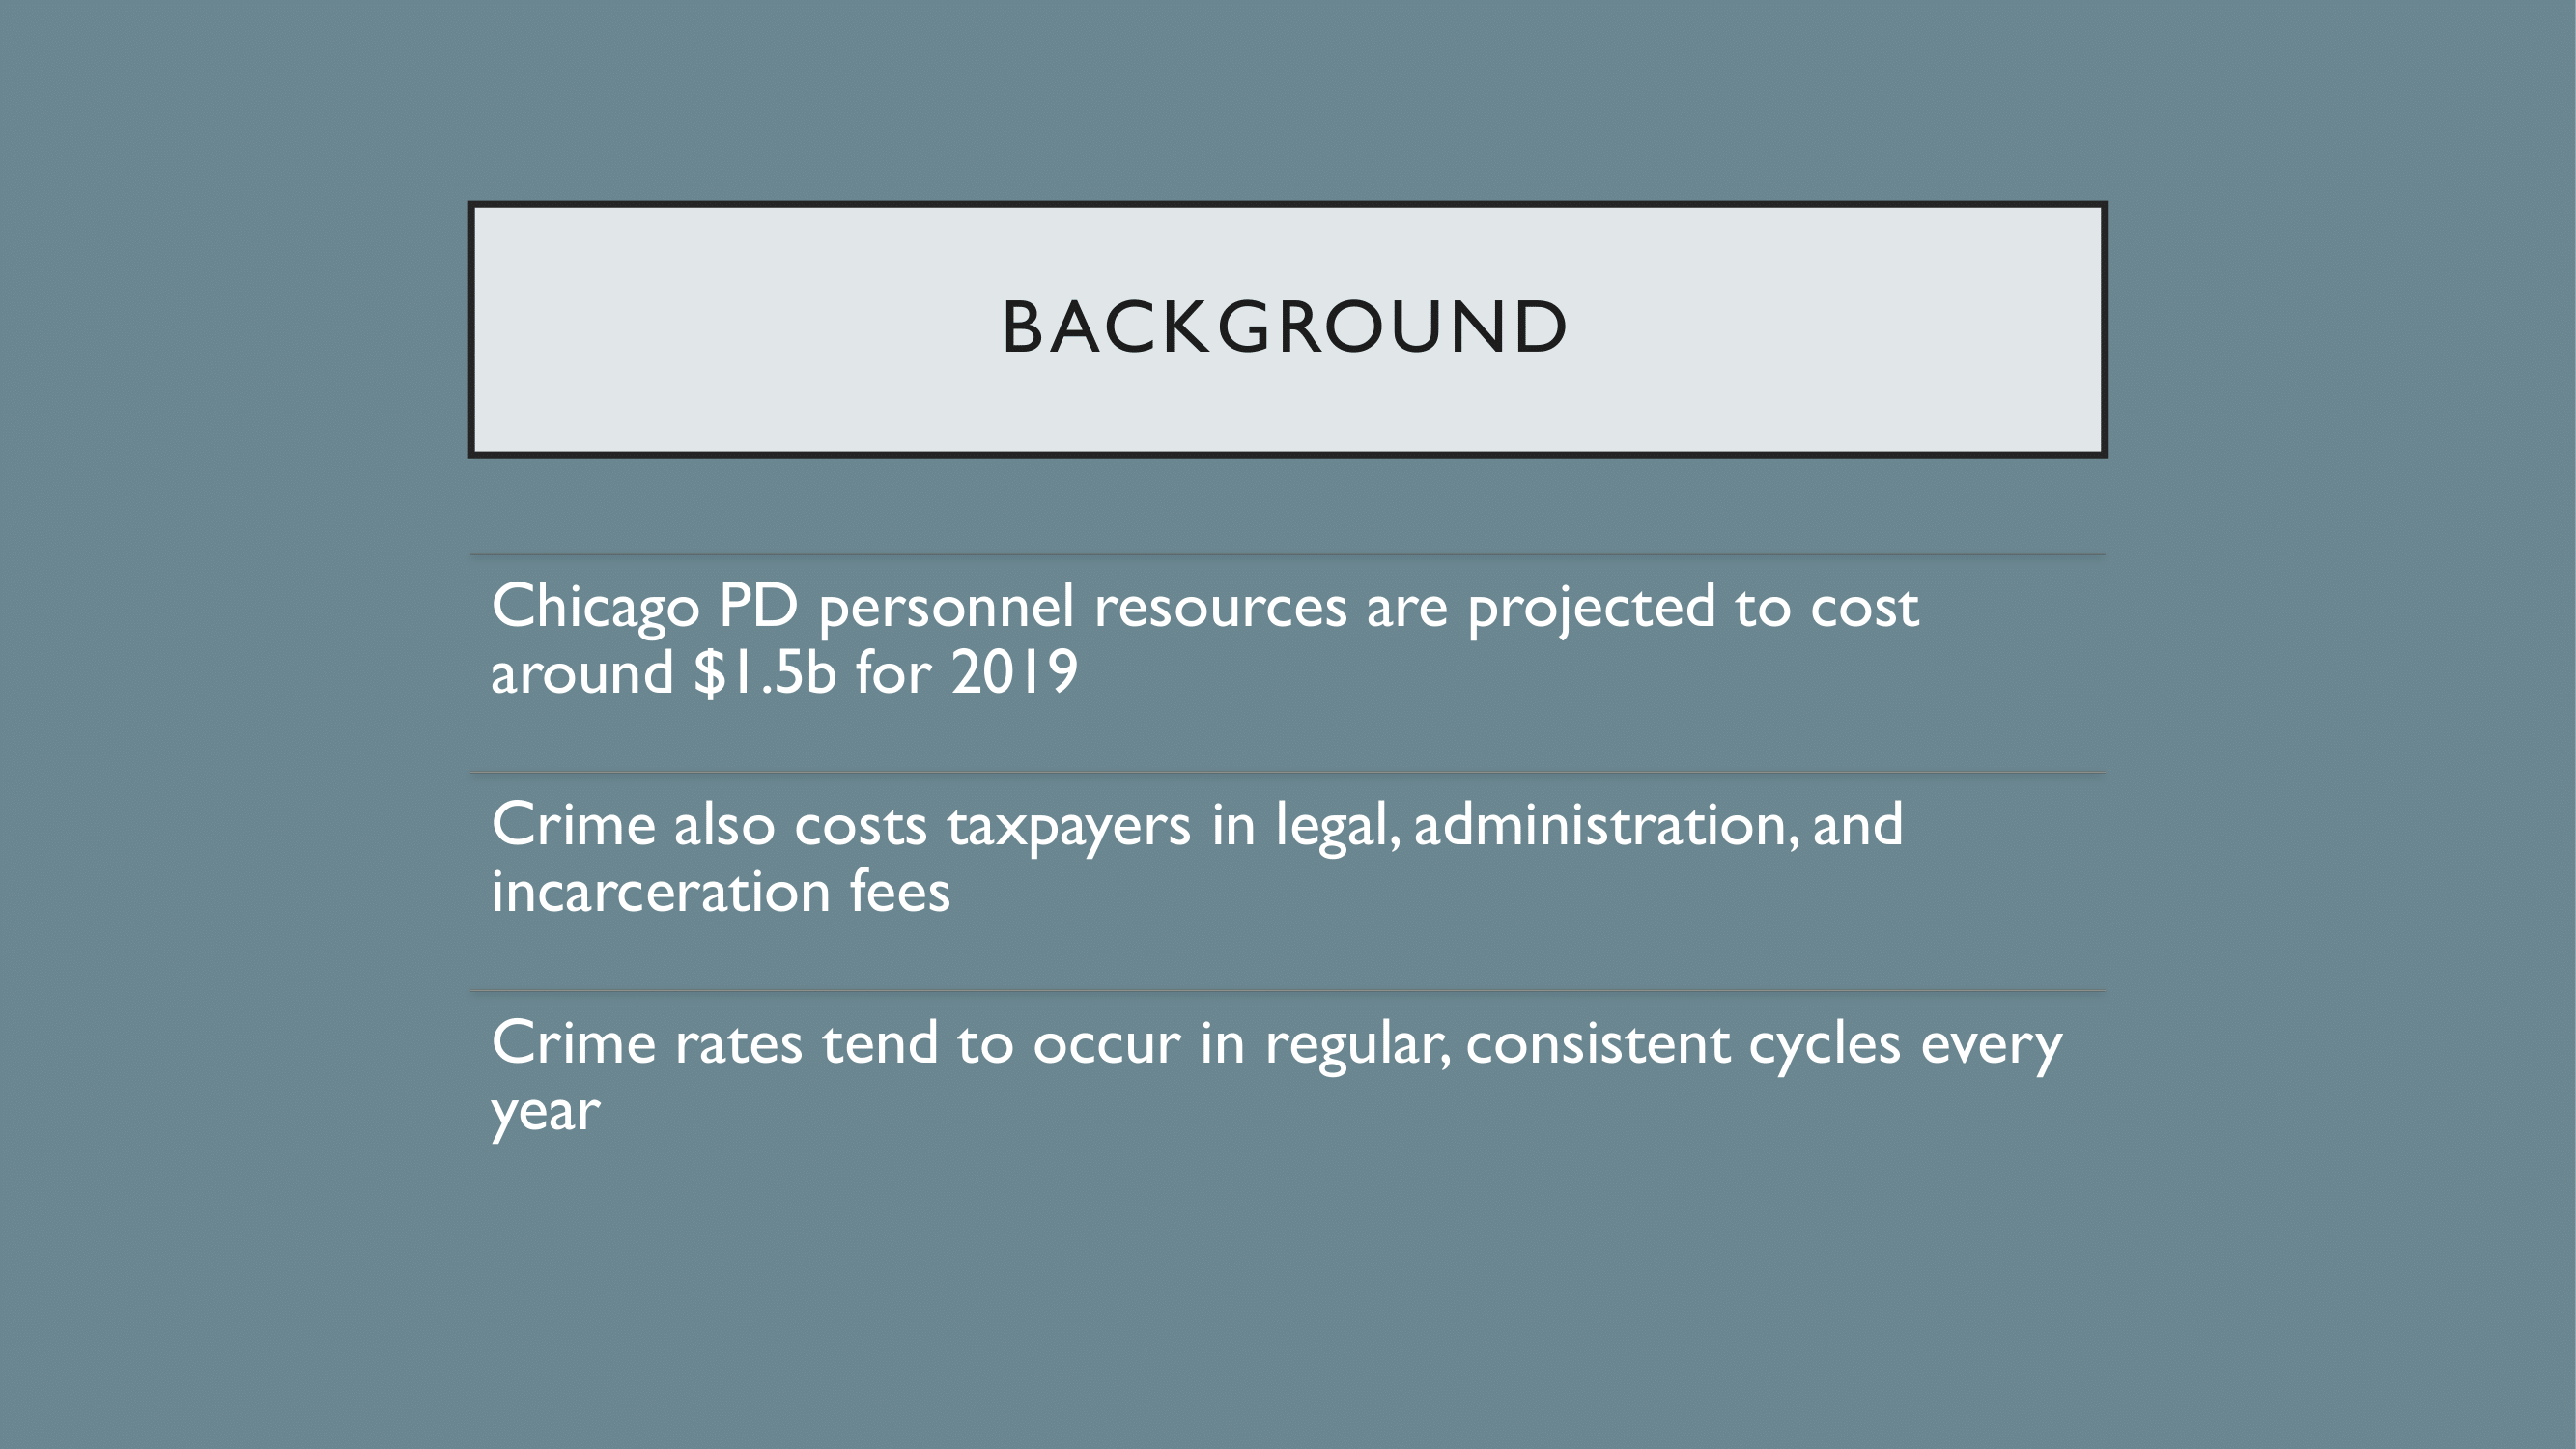 BACKGROUND
Chicago PD personnel resources are projected to cost
around $1.5b for 2019
Crime also costs taxpayers in legal, administration, and
incarceration fees
Crime rates tend to occur in regular, consistent cycles every
year